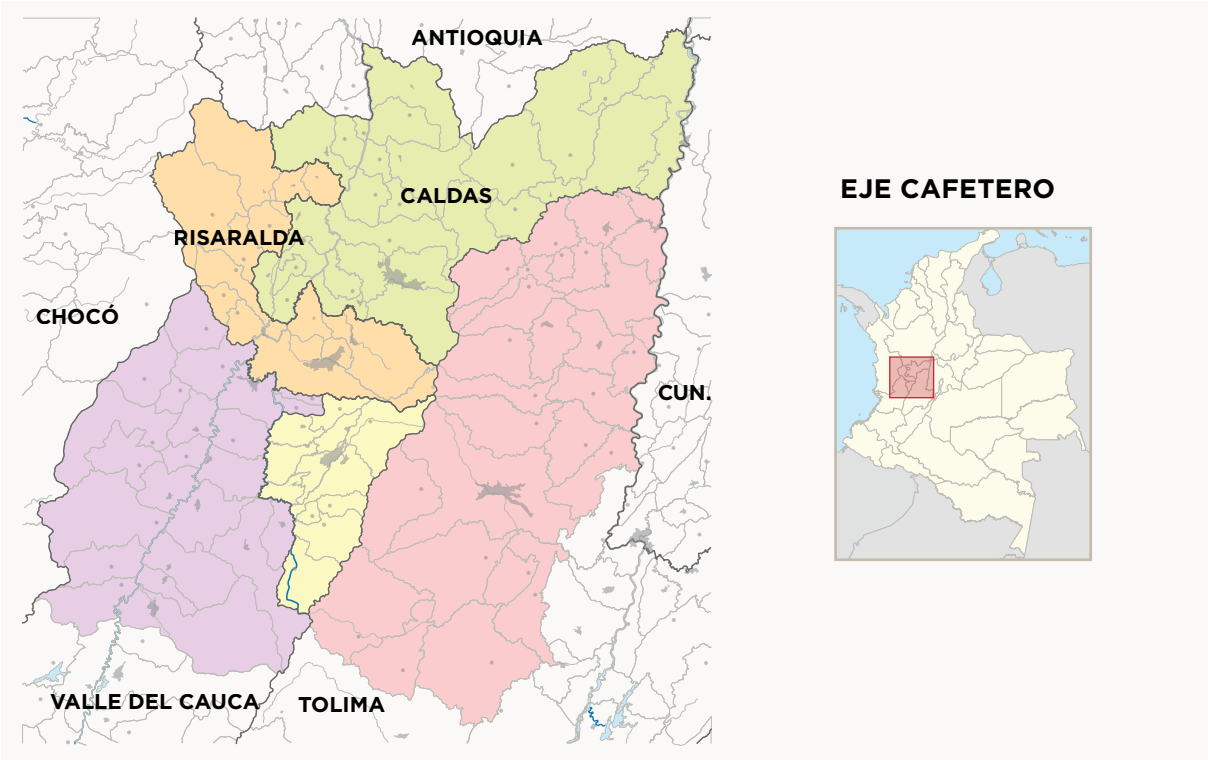 ANTIOQUIA
CALDAS
RISARALDA
CHOCÓ
CUN.
VALLE DEL CAUCA
TOLIMA
EJE CAFETERO